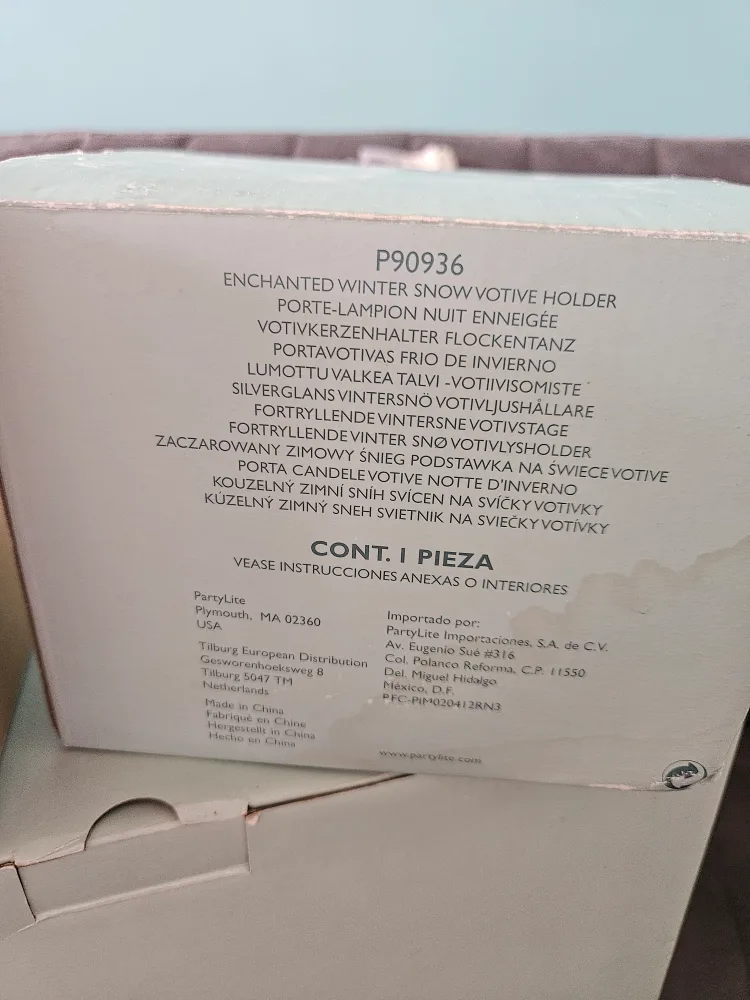 P90936
ENCHANTED WINTER SNOW VOTIVE HOLDER
PORTE-LAMPION NUIT ENNEIGÉE
VOTIVKERZENHALTER FLOCKENTANZ
PORTAVOTIVAS FRIO DE INVIERNO
LUMOTTU VALKEA TALVI -VOTIIVISOMISTE
SILVERGLANS VINTERSNÖ VOTIVLJUSHÅLLARE
FORTRYLLENDE VINTERSNE VOTIVSTAGE
FORTRYLLENDE VINTER SNØ VOTIVLYSHOLDER
ZACZAROWANY ZIMOWY ŚNIEG PODSTAWKA NA ŚWIECE VOTIVE
PORTA CANDELE VOTIVE NOTTE D'INVERNO
KOUZELNÝ ZIMNÍ SNÍH SVÍCEN NA SVÍČKY VOTIVKY
KÚZELNÝ ZIMNÝ SNEH SVIETNIK NA SVIEČKY VOTÍVKY
CONT. 1 PIEZA
VEASE INSTRUCCIONES ANEXAS O INTERIORES
PartyLite
Plymouth, MA 02360
USA
Tilburg European Distribution
Gesworenhoeksweg 8
Tilburg 5047 TM
Netherlands
Made in China
Fabriqué en Chine
Hergestellt in China
Hecho en China
Importado por:
PartyLite Importaciones, S.A. de C.V.
Av. Eugenio Sué #316
Col. Polanco Reforma, C.P. 11550
Del. Miguel Hidalgo
México, D.F.
RFC-PIM020412RN3
www.partylite.com